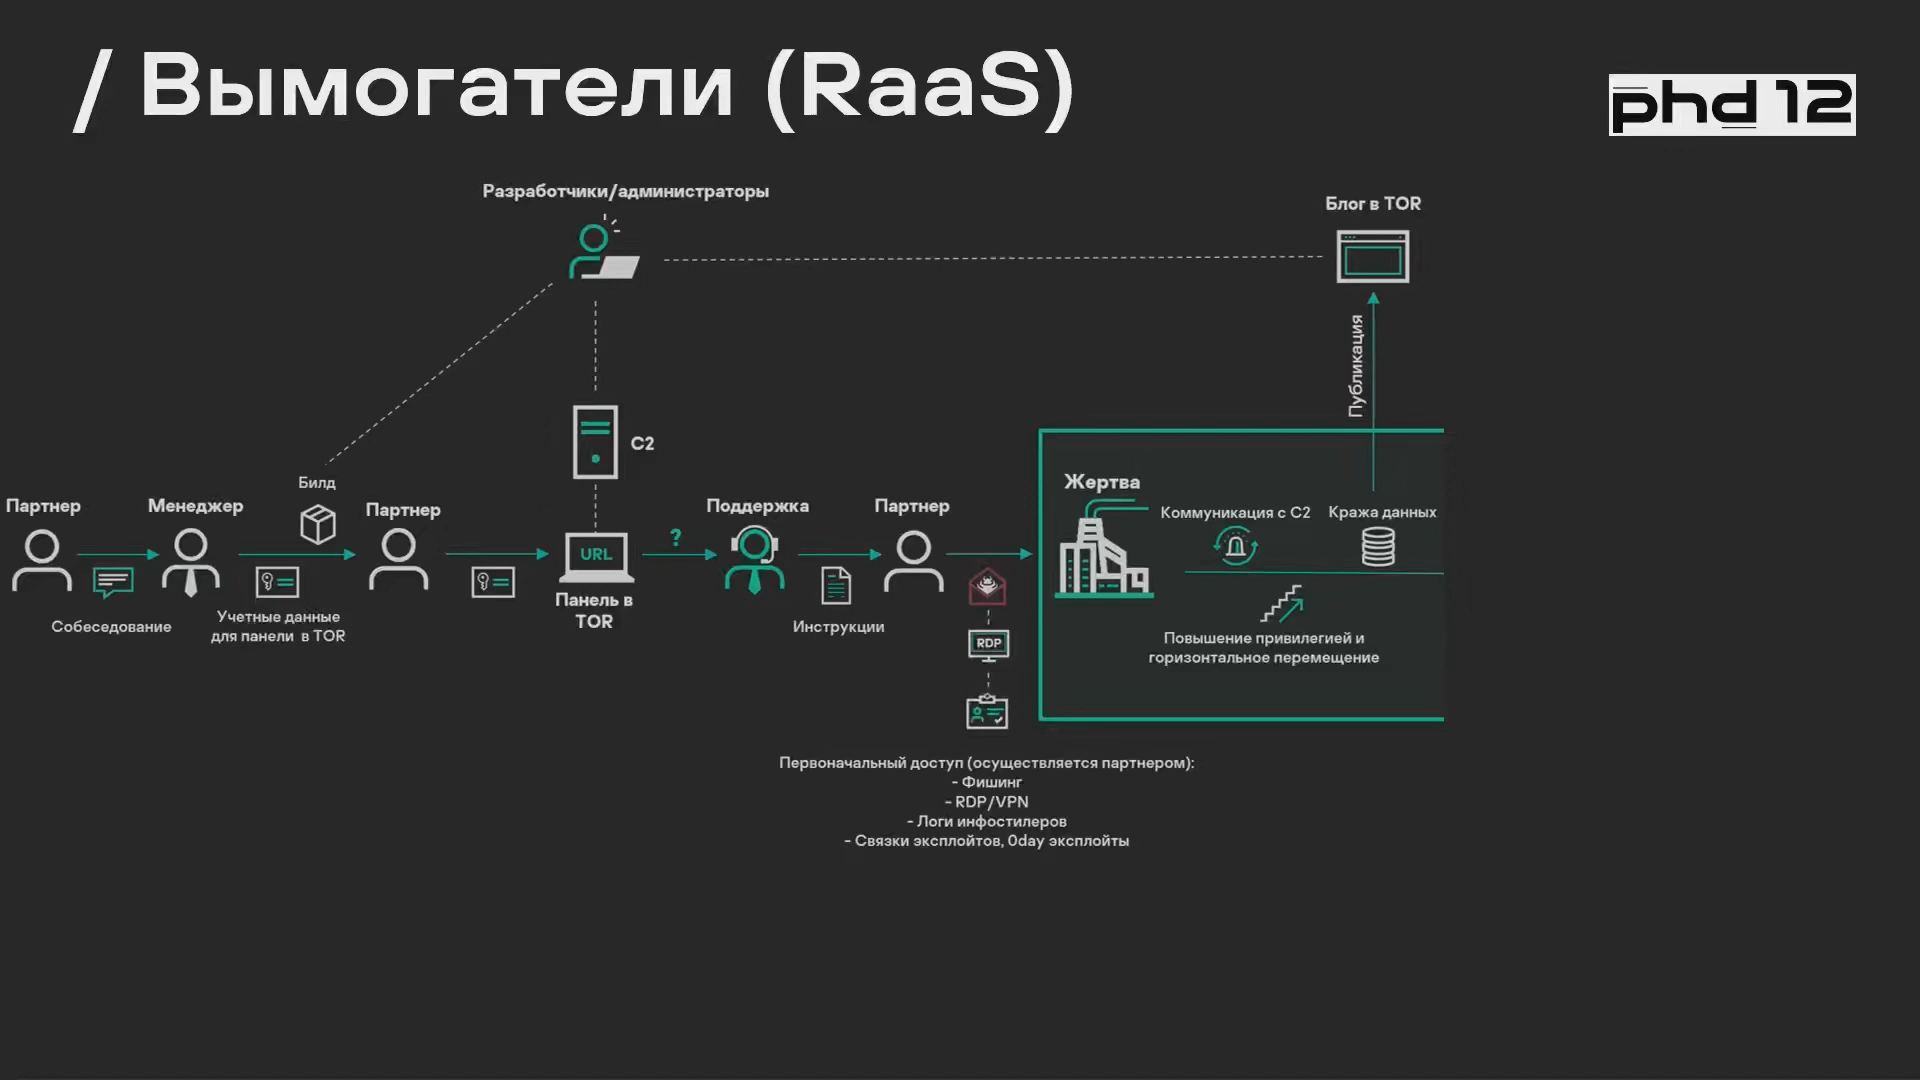 / Вымогатели (RaaS)
phd 12
Разработчики/администраторы
Блог в TOR
Публикация
C2
Билд
Партнер
Менеджер
Партнер
Поддержка
Партнер
Собеседование
Учетные данные
для панели в TOR
URL
Панель в
TOR
?
Инструкции
RDP
Жертва
Коммуникация с C2
Кража данных
Повышение привилегией и
горизонтальное перемещение
Первоначальный доступ (осуществляется партнером):
- Фишинг
- RDP/VPN
- Логи инфостилеров
- Связки эксплойтов, 0day эксплойты